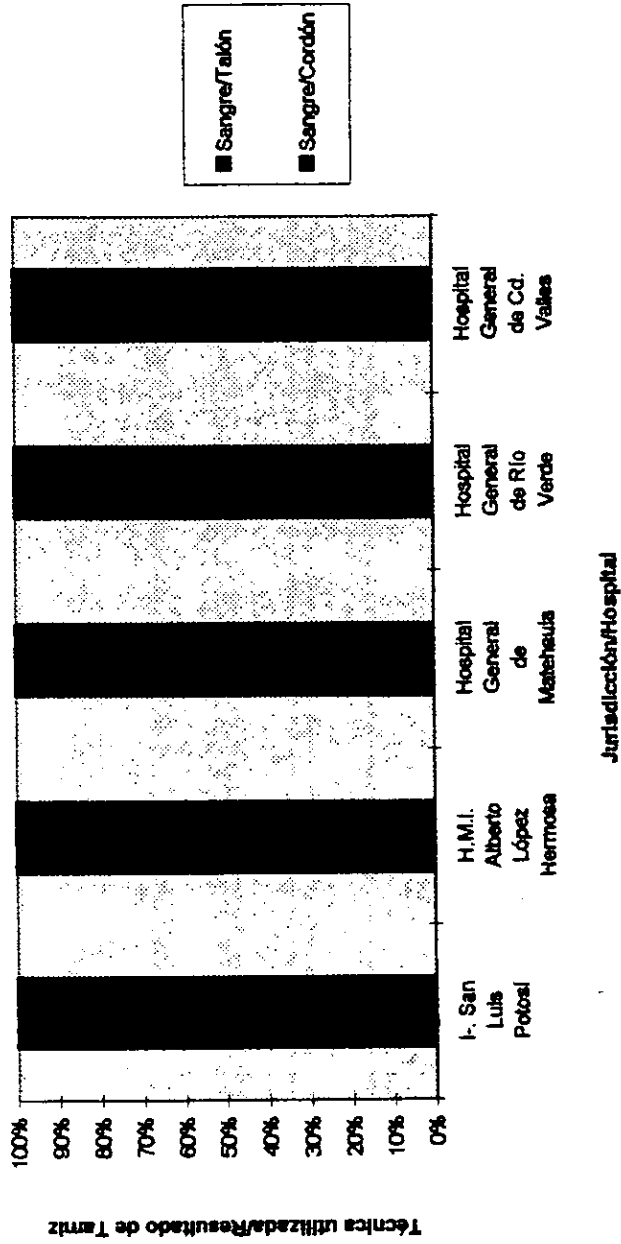 Técnica utilizada/Resultado de Tamiz
100%
90%
80%
70%
60%
50%
40%
30%
20%
10%
0%
I-. San
Luis
Potosí
H.M.I.
Alberto
López
Hermosa
Hospital
General
de
Matehaula
Hospital
General
de Río
Verde
Hospital
General
de Cd.
Valles
Jurisdicción/Hospital
Sangre/Talón
Sangre/Cordón